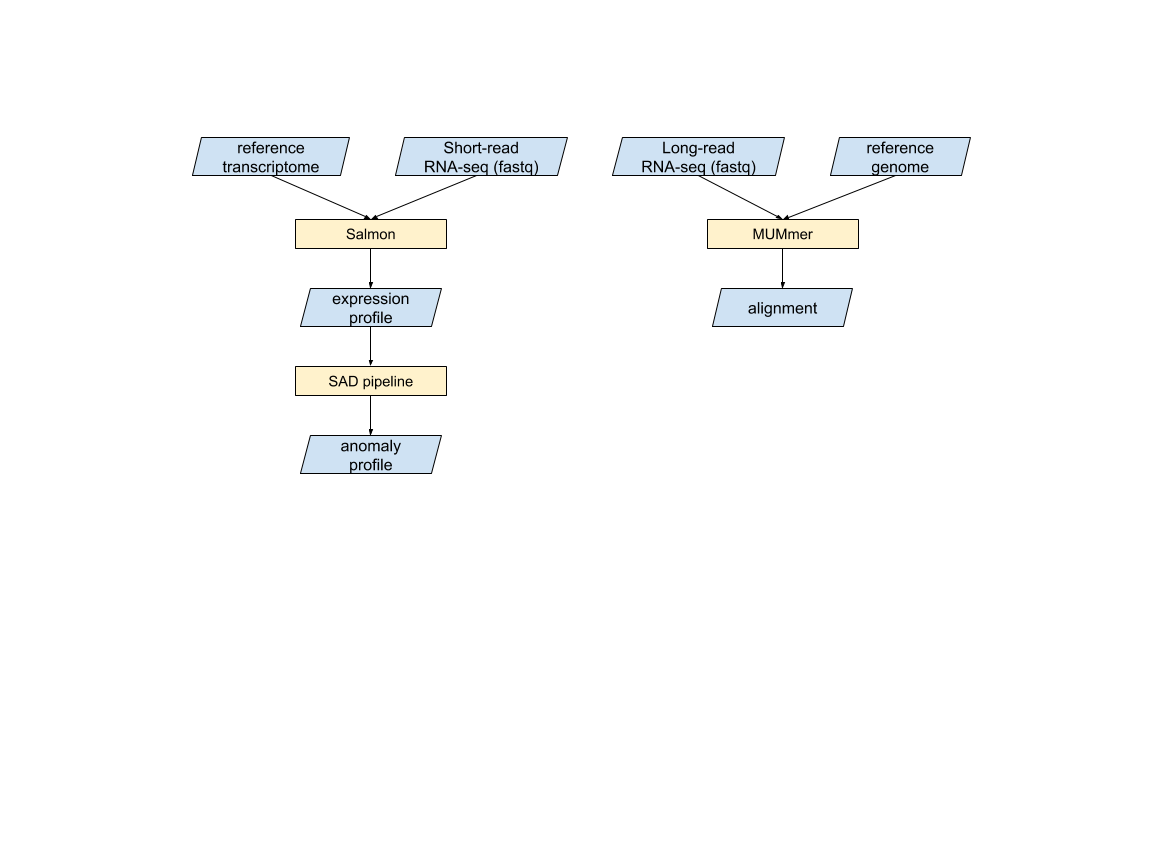 reference
transcriptome
Short-read
RNA-seq (fastq)
Long-read
RNA-seq (fastq)
reference
genome
Salmon
MUMmer
expression
profile
alignment
SAD pipeline
anomaly
profile